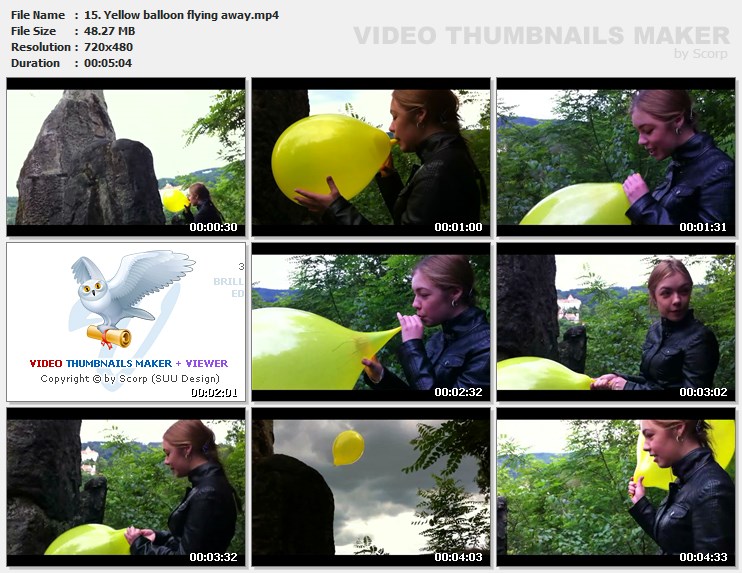 File Name : 15. Yellow balloon flying away.mp4
File Size : 48.27 MB
Resolution : 720x480
Duration : 00:05:04
VIDEO THUMBNAILS MAKER
by Scorp
00:00:30
00:01:00
00:01:31
3
BRILL
ED
VIDEO THUMBNAILS MAKER + VIEWER
Copyright © by Scorp (SUU Design)
00:02:01
00:02:32
00:03:02
00:03:32
00:04:03
00:04:33